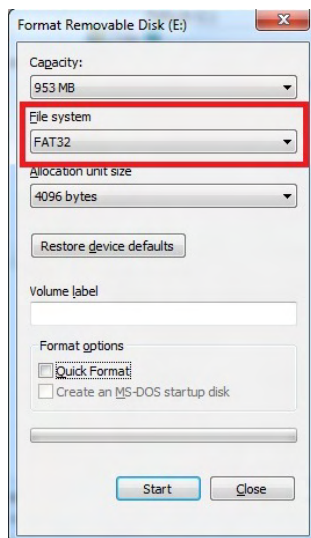 Format Removable Disk (E:)
Capacity:
953 MB
File system
FAT32
Allocation unit size
4096 bytes
Restore device defaults
Volume label
Format options
Quick Format
Create an MS-DOS startup disk
Start
Close